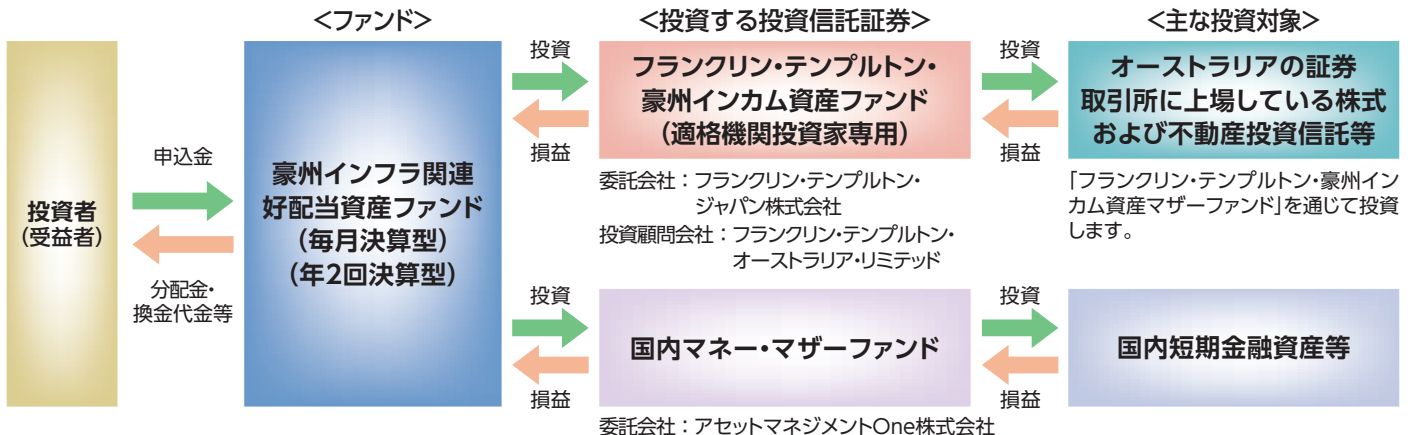 <ファンド>
<投資する投資信託証券>
<主な投資対象>
投資者
(受益者)
申込金
分配金・
換金代金等
豪州インフラ関連
好配当資産ファンド
(毎月決算型)
(年2回決算型)
投資
損益
フランクリン・テンプルトン・
豪州インカム資産ファンド
(適格機関投資家専用)
委託会社:フランクリン・テンプルトン・
ジャパン株式会社
投資顧問会社:フランクリン・テンプルトン・
オーストラリア・リミテッド
投資
損益
オーストラリアの証券
取引所に上場している株式
および不動産投資信託等
「フランクリン・テンプルトン・豪州イン
カム資産マザーファンド」を通じて投資
します。
投資
損益
国内マネー・マザーファンド
委託会社:アセットマネジメントOne株式会社
投資
損益
国内短期金融資産等